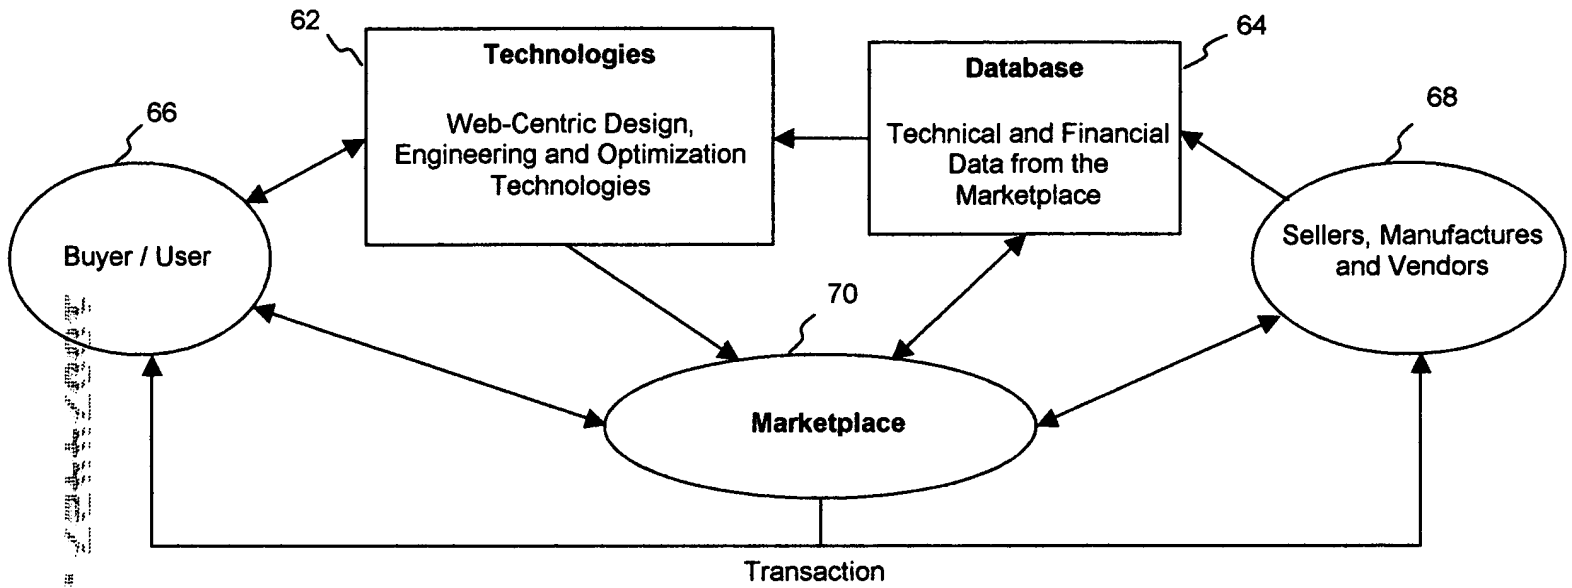 62
Technologies
Web-Centric Design,
Engineering and Optimization
Technologies
64
Database
Technical and Financial
Data from the
Marketplace
66
Buyer / User
68
Sellers, Manufactures
and Vendors
70
Marketplace
Transaction